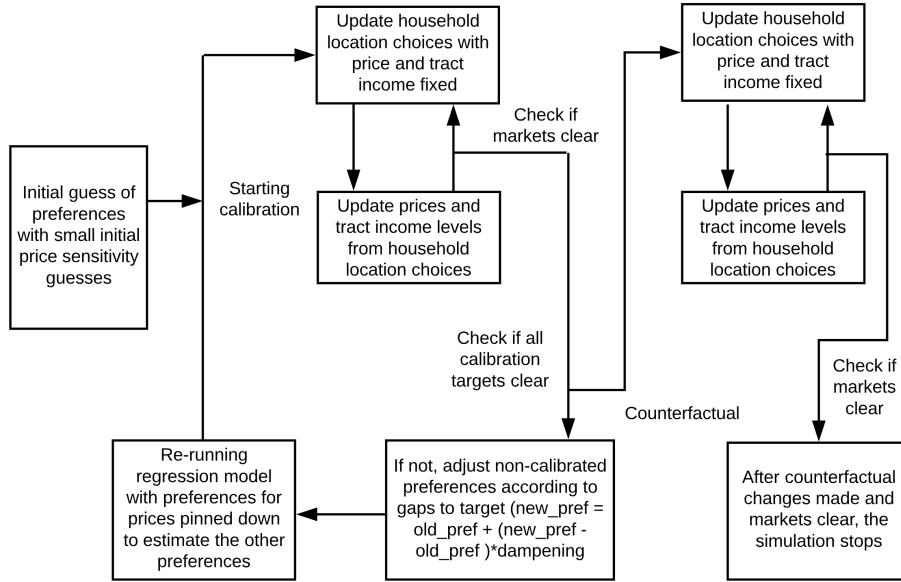 Initial guess of
preferences
with small initial
price sensitivity
guesses
Starting
calibration
Update household
location choices with
price and tract
income fixed
Check if
markets clear
Update prices and
tract income levels
from household
location choices
Check if all
calibration
targets clear
If not, adjust non-calibrated
preferences according to
gaps to target (new_pref =
old_pref + (new_pref -
old_pref )*dampening
Re-running
regression model
with preferences for
prices pinned down
to estimate the other
preferences
Counterfactual
Update household
location choices with
price and tract
income fixed
Update prices and
tract income levels
from household
location choices
Check if
markets
clear
After counterfactual
changes made and
markets clear, the
simulation stops